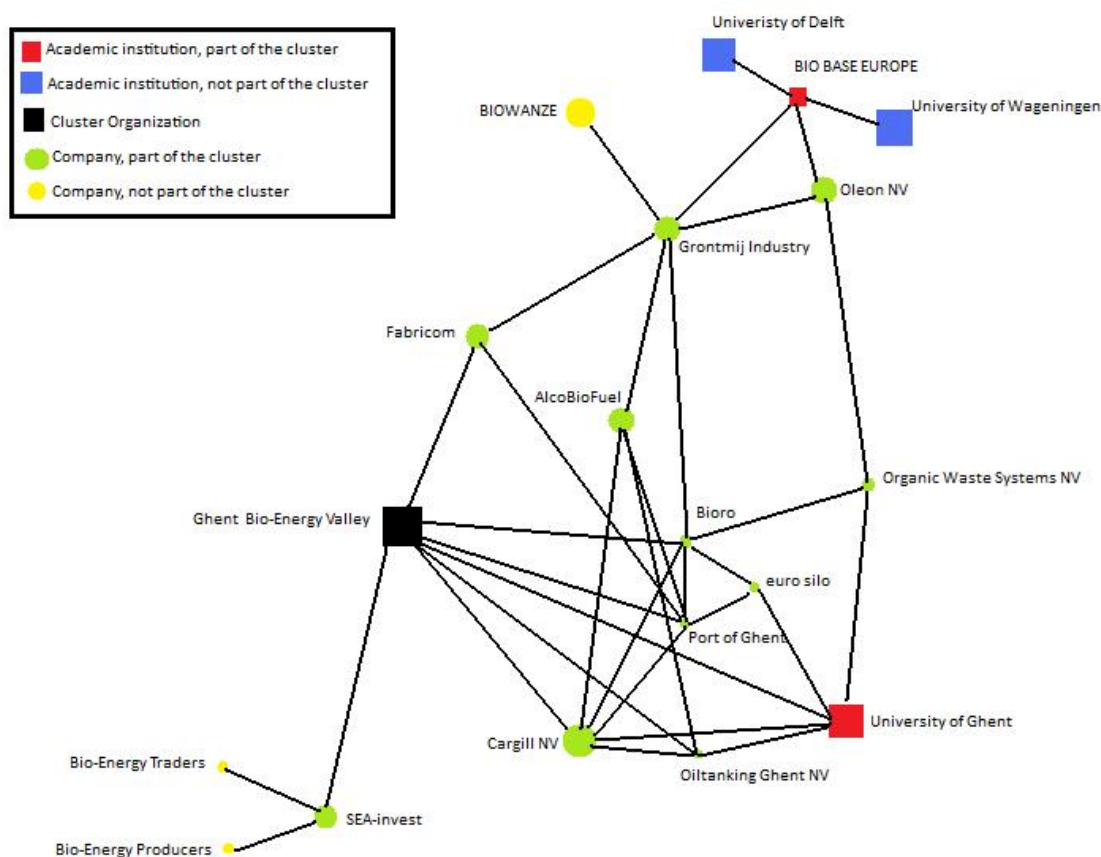 Academic institution, part of the cluster
Academic institution, not part of the cluster
Cluster Organization
Company, part of the cluster
Company, not part of the cluster
Univeristy of Delft
BIO BASE EUROPE
BIOWANZE
University of Wageningen
Oleon NV
Grontmij Industry
Fabricom
AlcoBioFuel
Organic Waste Systems NV
Ghent Bio-Energy Valley
Bioro
euro silo
Port of Ghent
University of Ghent
Cargill NV
Oiltanking Ghent NV
Bio-Energy Traders
SEA-invest
Bio-Energy Producers